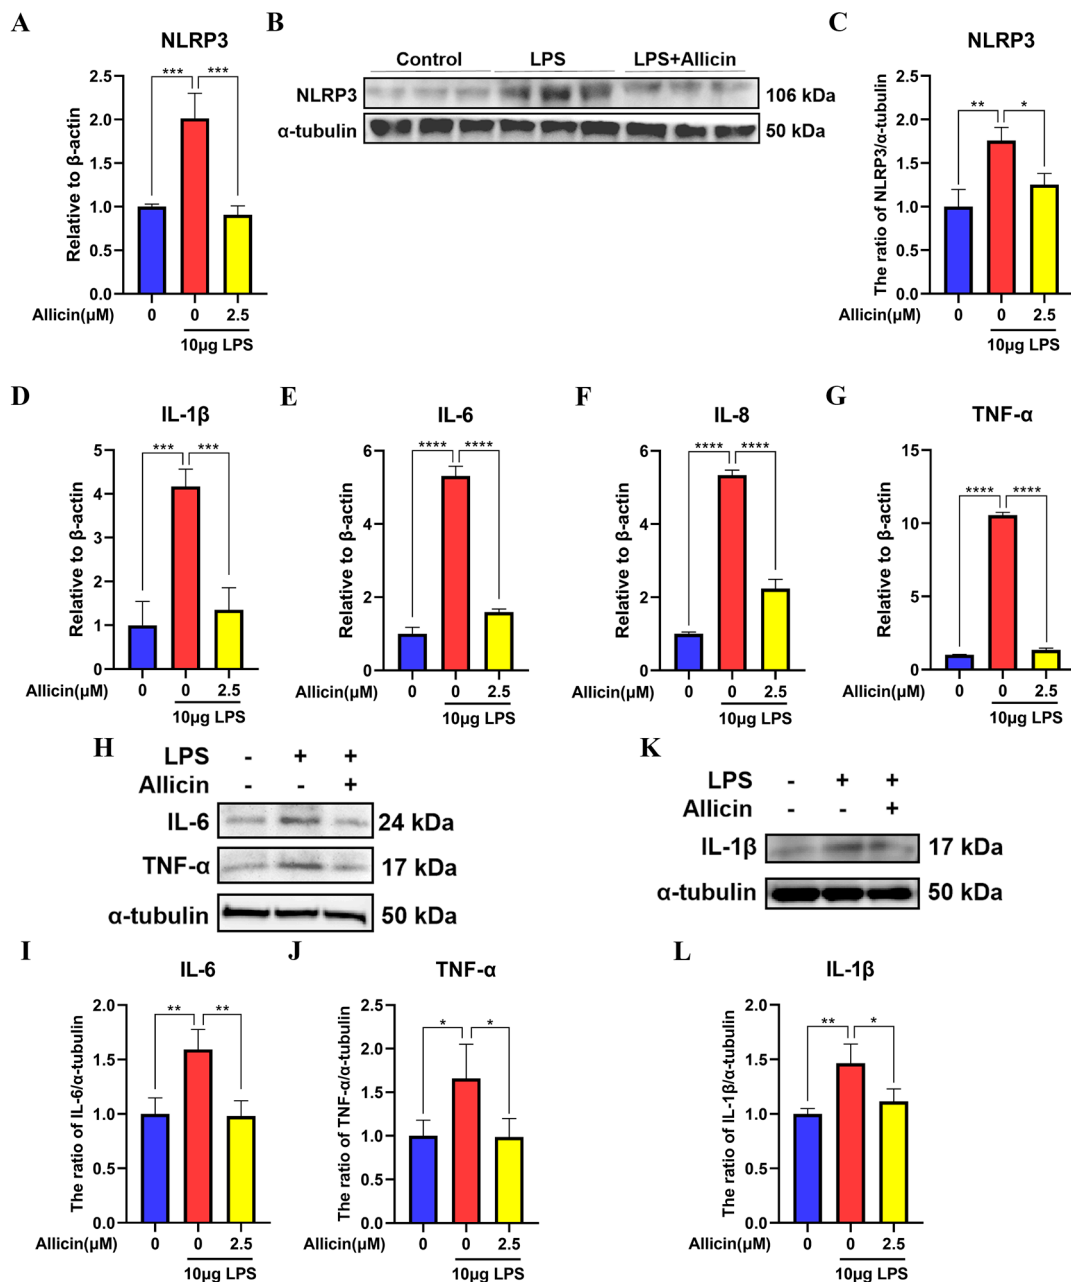 A
NLRP3
Relative to β-actin
2.5
2.0
1.5
1.0
0.5
0.0
*** ***
Allicin(μM) 0 0 2.5
10μg LPS
B
Control LPS LPS+Allicin
NLRP3 106 kDa
α-tubulin 50 kDa
C
NLRP3
The ratio of NLRP3/α-tubulin
2.5
2.0
1.5
1.0
0.5
0.0
** *
Allicin(μM) 0 0 2.5
10μg LPS
D
IL-1β
Relative to β-actin
5
4
3
2
1
0
*** ***
Allicin(μM) 0 0 2.5
10μg LPS
E
IL-6
Relative to β-actin
6
4
2
0
**** ****
Allicin(μM) 0 0 2.5
10μg LPS
F
IL-8
Relative to β-actin
6
4
2
0
**** ****
Allicin(μM) 0 0 2.5
10μg LPS
G
TNF-α
Relative to β-actin
15
10
5
0
**** ****
Allicin(μM) 0 0 2.5
10μg LPS
H
LPS - + +
Allicin - - +
IL-6 24 kDa
TNF-α 17 kDa
α-tubulin 50 kDa
K
LPS - + +
Allicin - - +
IL-1β 17 kDa
α-tubulin 50 kDa
I
IL-6
The ratio of IL-6/α-tubulin
2.0
1.5
1.0
0.5
0.0
** **
Allicin(μM) 0 0 2.5
10μg LPS
J
TNF-α
The ratio of TNF-α/α-tubulin
2.5
2.0
1.5
1.0
0.5
0.0
* *
Allicin(μM) 0 0 2.5
10μg LPS
L
IL-1β
The ratio of IL-1β/α-tubulin
2.0
1.5
1.0
0.5
0.0
** *
Allicin(μM) 0 0 2.5
10μg LPS